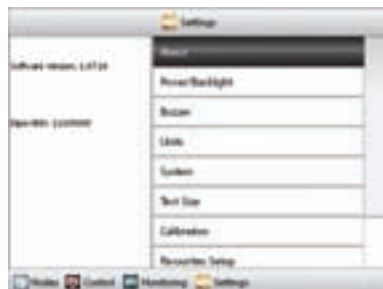 Settings
About
Software Version:
Power/Backlight
Buzzer
Units
System
Text Size
Calibration
Favourites Setup
Modes Control Monitoring Settings